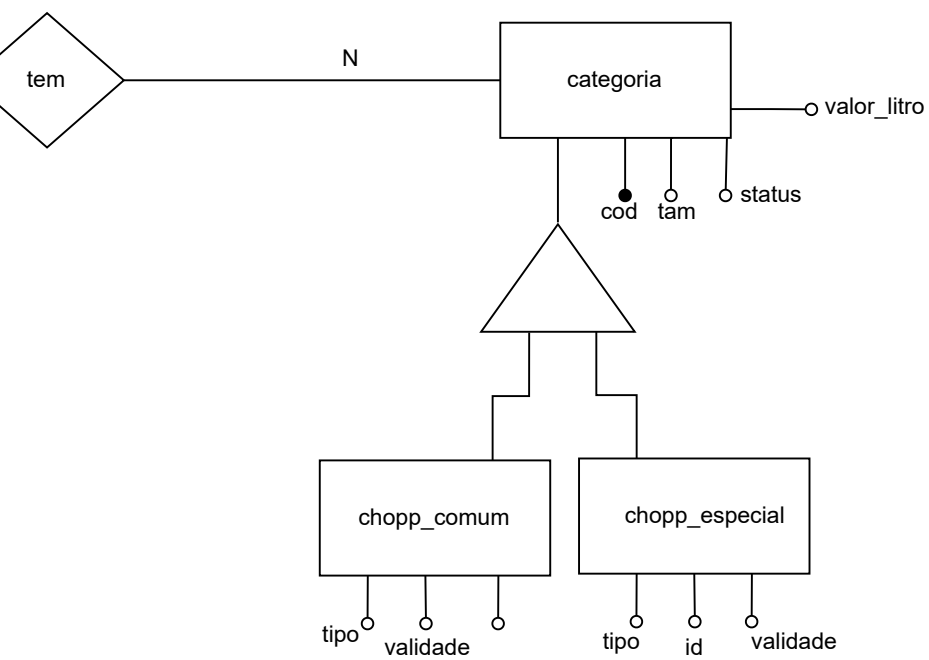 N
tem
categoria
valor_litro
status
cod
tam
chopp_comum
chopp_especial
tipo
validade
tipo
id
validade